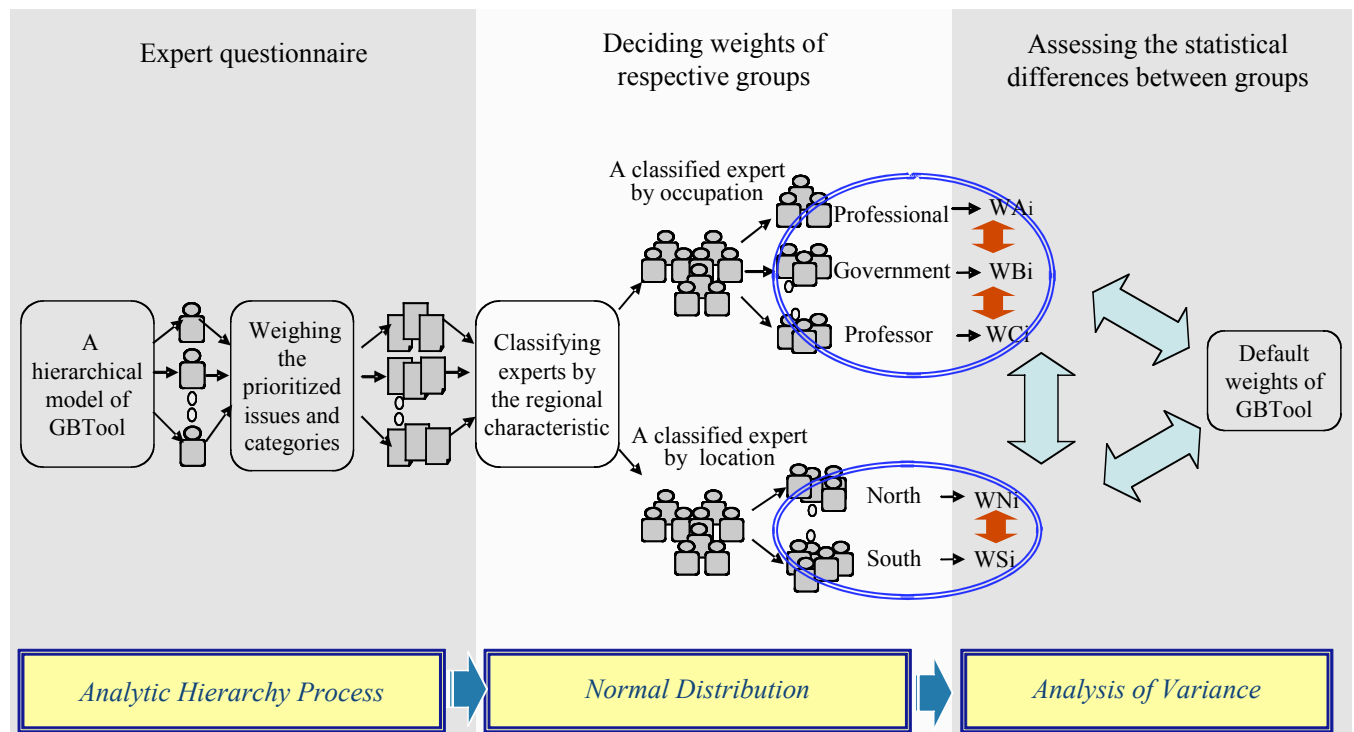 Expert questionnaire
Deciding weights of
respective groups
Assessing the statistical
differences between groups
A
hierarchical
model of
GBTool
Weighing
the
prioritized
issues and
categories
Classifying
experts by
the regional
characteristic
A classified expert
by occupation
Professional
WAi
Government
WBi
Professor
WCi
A classified expert
by location
North
WNi
South
WSi
Default
weights of
GBTool
Analytic Hierarchy Process
Normal Distribution
Analysis of Variance